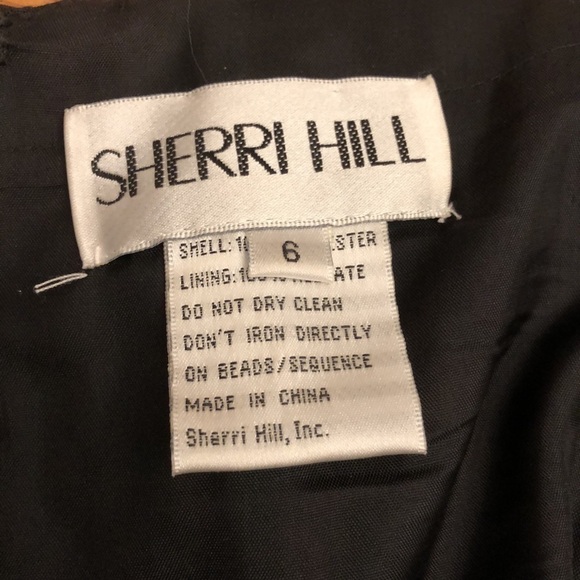 SHERRI HILL
6
SHELL:
LINING:
DO NOT DRY CLEAN
DON'T IRON DIRECTLY
ON BEADS/SEQUENCE
MADE IN CHINA
Sherri Hill, Inc.